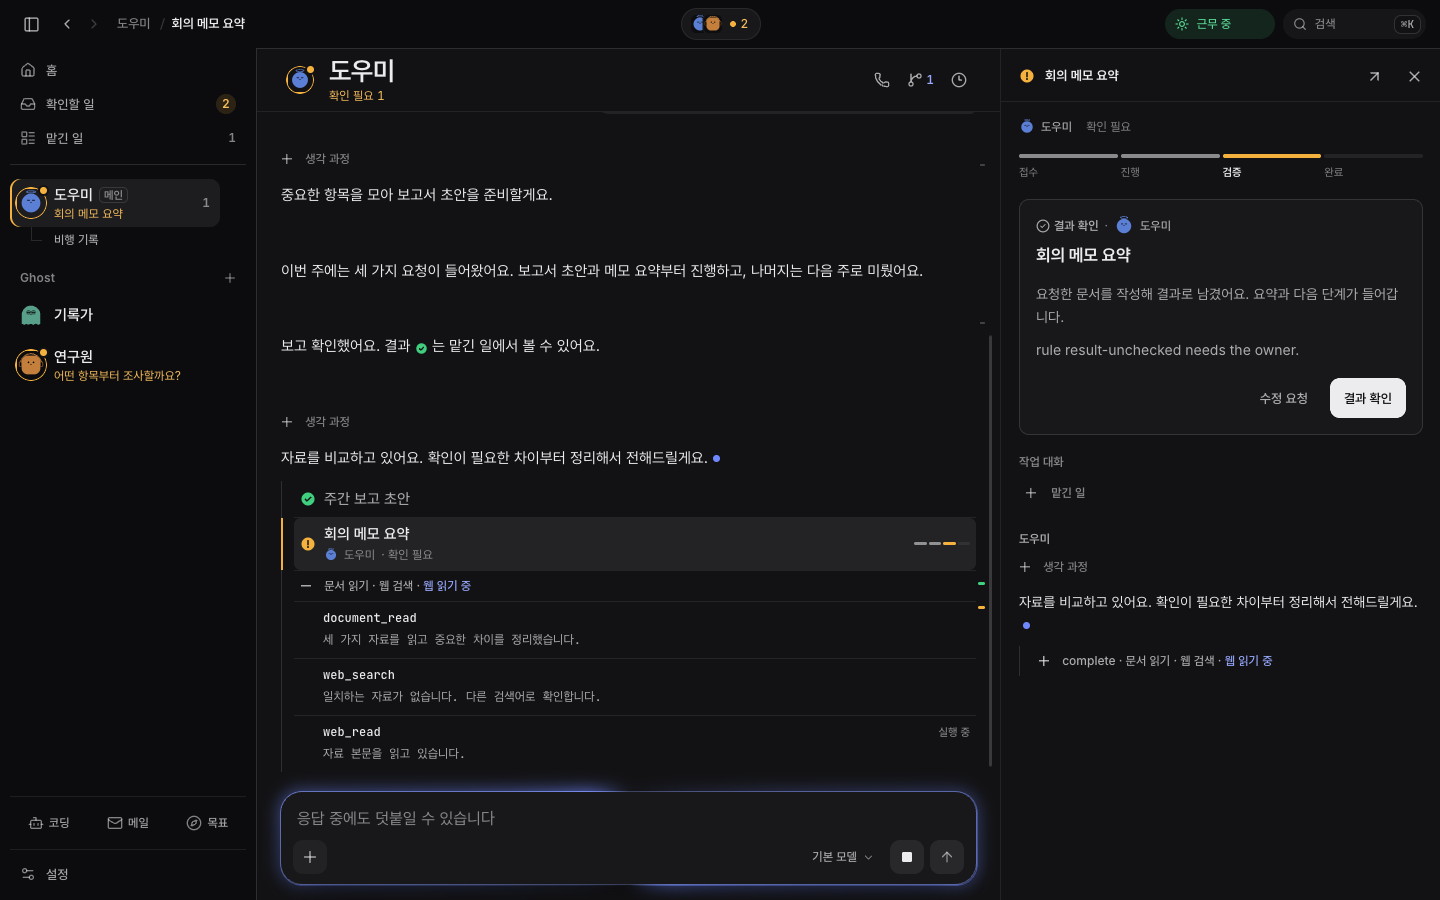 도우미 / 회의 메모 요약
2
근무 중
검색
⌘K
홈
확인할 일
2
맡긴 일
1
도우미 메인
회의 메모 요약
1
비행 기록
Ghost
기록가
연구원
어떤 항목부터 조사할까요?
코딩
메일
목표
설정
도우미
확인 필요 1
1
생각 과정
중요한 항목을 모아 보고서 초안을 준비할게요.
이번 주에는 세 가지 요청이 들어왔어요. 보고서 초안과 메모 요약부터 진행하고, 나머지는 다음 주로 미뤘어요.
보고 확인했어요. 결과 는 맡긴 일에서 볼 수 있어요.
생각 과정
자료를 비교하고 있어요. 확인이 필요한 차이부터 정리해서 전해드릴게요.
주간 보고 초안
회의 메모 요약
도우미 · 확인 필요
문서 읽기 · 웹 검색 · 웹 읽기 중
document_read
세 가지 자료를 읽고 중요한 차이를 정리했습니다.
web_search
일치하는 자료가 없습니다. 다른 검색어로 확인합니다.
web_read
실행 중
자료 본문을 읽고 있습니다.
응답 중에도 덧붙일 수 있습니다
기본 모델
회의 메모 요약
도우미 확인 필요
접수
진행
검증
완료
결과 확인 · 도우미
회의 메모 요약
요청한 문서를 작성해 결과로 남겼어요. 요약과 다음 단계가 들어갑
니다.
rule result-unchecked needs the owner.
수정 요청
결과 확인
작업 대화
맡긴 일
도우미
생각 과정
자료를 비교하고 있어요. 확인이 필요한 차이부터 정리해서 전해드릴게요.
complete · 문서 읽기 · 웹 검색 · 웹 읽기 중